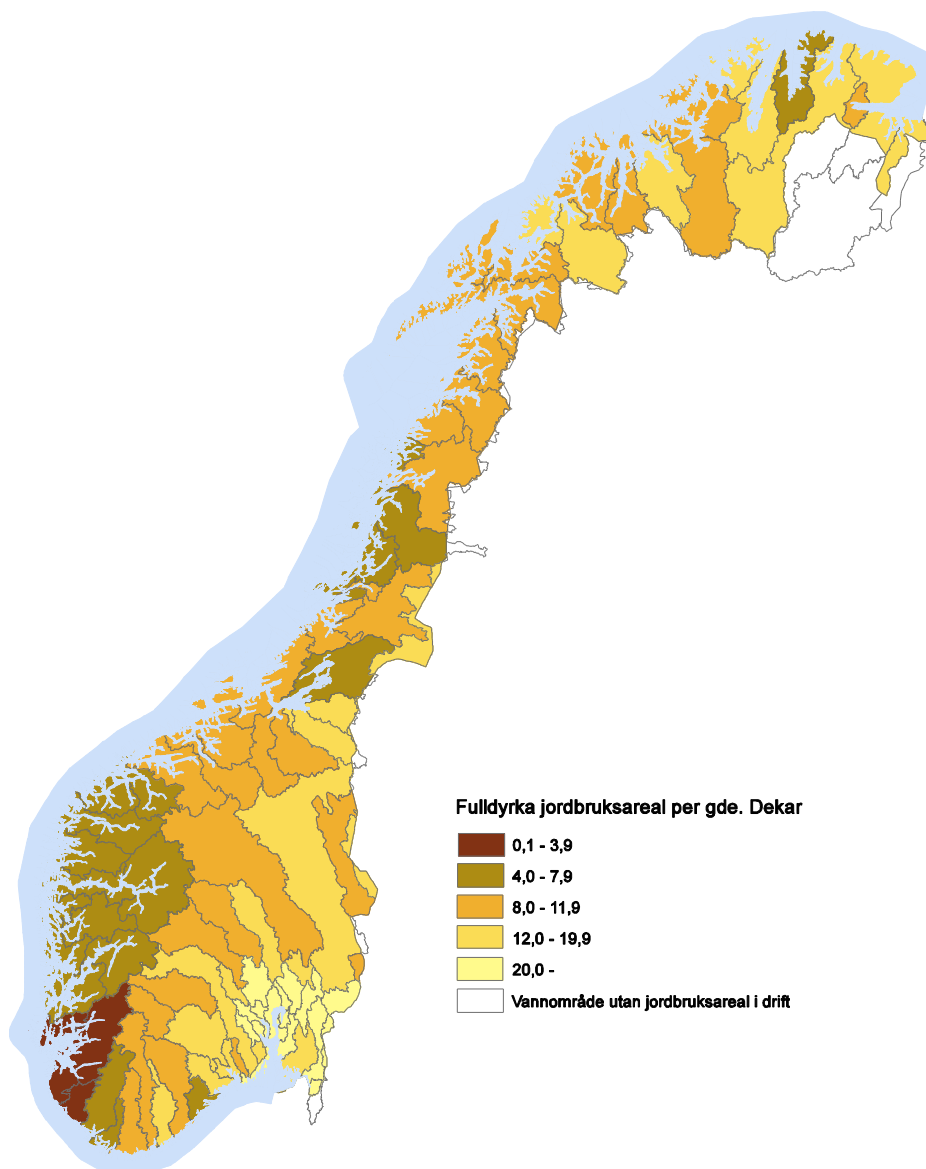 Fulldyrka jordbruksareal per gde. Dekar
0,1 - 3,9
4,0 - 7,9
8,0 - 11,9
12,0 - 19,9
20,0 -
Vannområde utan jordbruksareal i drift